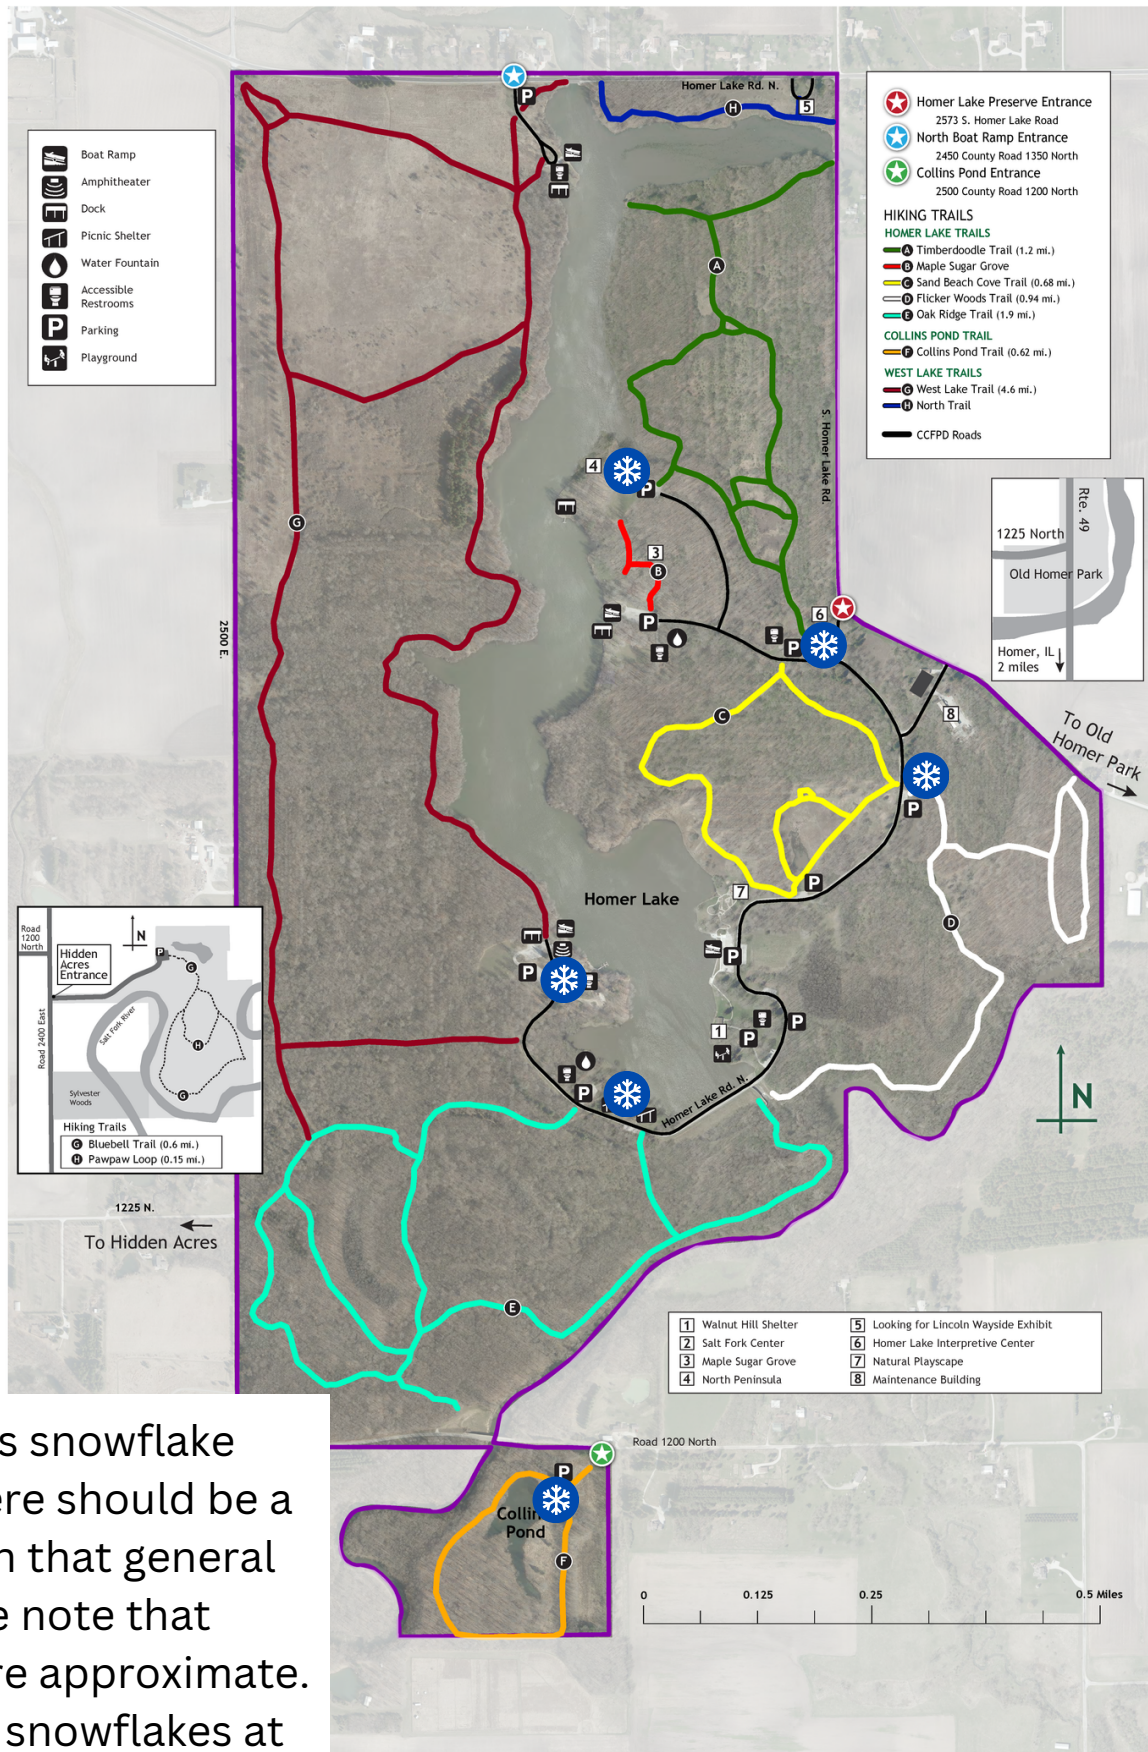 Homer Lake Rd. N.
H
5
P
Boat Ramp
Amphitheater
Dock
Picnic Shelter
Water Fountain
Accessible
Restrooms
P
Parking
Playground
Homer Lake Preserve Entrance
2573 S. Homer Lake Road
North Boat Ramp Entrance
2450 County Road 1350 North
Collins Pond Entrance
2500 County Road 1200 North
HIKING TRAILS
HOMER LAKE TRAILS
A Timberdoodle Trail (1.2 mi.)
B Maple Sugar Grove
C Sand Beach Cove Trail (0.68 mi.)
D Flicker Woods Trail (0.94 mi.)
E Oak Ridge Trail (1.9 mi.)
COLLINS POND TRAIL
F Collins Pond Trail (0.62 mi.)
WEST LAKE TRAILS
G West Lake Trail (4.6 mi.)
H North Trail
CCFPD Roads
A
S. Homer Lake Rd.
4
P
G
3
B
P
6
P
2500 E.
1225 North
Rte. 49
Old Homer Park
Homer, IL
2 miles
8
To Old
Homer Park
C
P
P
7
Homer Lake
D
P
P
P
1
P
P
Homer Lake Rd. N.
N
Road
1200
North
N
P
Hidden
Acres
Entrance
G
Salt Fork River
Road 2400 East
H
Sylvester
Woods
G
Hiking Trails
G Bluebell Trail (0.6 mi.)
H Pawpaw Loop (0.15 mi.)
1225 N.
To Hidden Acres
E
1 Walnut Hill Shelter
2 Salt Fork Center
3 Maple Sugar Grove
4 North Peninsula
5 Looking for Lincoln Wayside Exhibit
6 Homer Lake Interpretive Center
7 Natural Playscape
8 Maintenance Building
Road 1200 North
P
Collin
Pond
F
0 0.125 0.25 0.5 Miles
s snowflake
ere should be a
n that general
e note that
re approximate.
snowflakes at